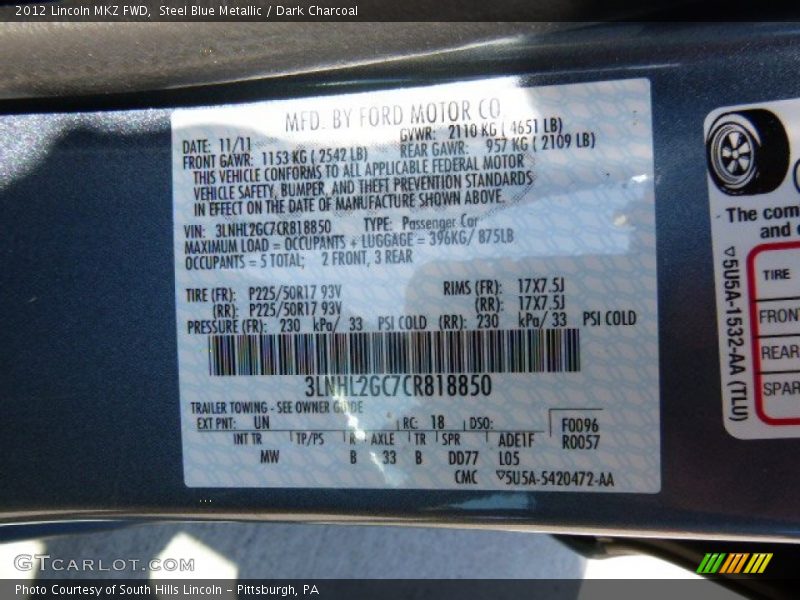 2012 Lincoln MKZ FWD, Steel Blue Metallic / Dark Charcoal
MFD. BY FORD MOTOR CO.
DATE: 11/11 GVWR: 2110 KG ( 4651 LB)
FRONT GAWR: 1153 KG ( 2542 LB) REAR GAWR: 957 KG ( 2109 LB)
THIS VEHICLE CONFORMS TO ALL APPLICABLE FEDERAL MOTOR
VEHICLE SAFETY, BUMPER, AND THEFT PREVENTION STANDARDS
IN EFFECT ON THE DATE OF MANUFACTURE SHOWN ABOVE.
VIN: 3LNHL2GC7CR818850 TYPE: Passenger Car
MAXIMUM LOAD = OCCUPANTS + LUGGAGE = 396KG/ 875LB
OCCUPANTS = 5 TOTAL; 2 FRONT, 3 REAR
TIRE (FR): P225/50R17 93V RIMS (FR): 17X7.5J
(RR): P225/50R17 93V (RR): 17X7.5J
PRESSURE (FR): 230 kPa/ 33 PSI COLD (RR): 230 kPa/ 33 PSI COLD
3LNHL2GC7CR818850
TRAILER TOWING - SEE OWNER GUIDE
EXT PNT: UN RC: 18 DSO: F0096
INT TR TP/PS R AXLE TR SPR ADE1F R0057
MW B 33 B DD77 L05
CMC ▽5U5A-5420472-AA
The com
and
▽5U5A-1532-AA (TLU)
TIRE
FRONT
REAR
SPAR
GTCARLOT.COM
Photo Courtesy of South Hills Lincoln - Pittsburgh, PA